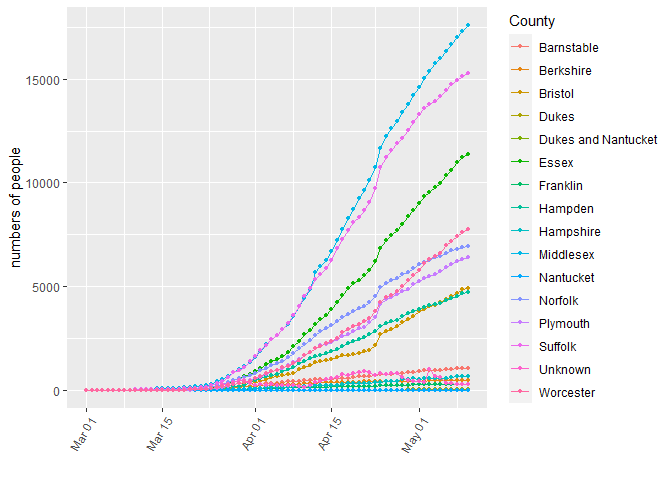 County
Barnstable
Berkshire
Bristol
Dukes
Dukes and Nantucket
Essex
Franklin
Hampden
Hampshire
Middlesex
Nantucket
Norfolk
Plymouth
Suffolk
Unknown
Worcester
nurmbers of people
15000
10000
5000
0
Mar 01
Mar 15
Apr 01
Apr 15
May 01